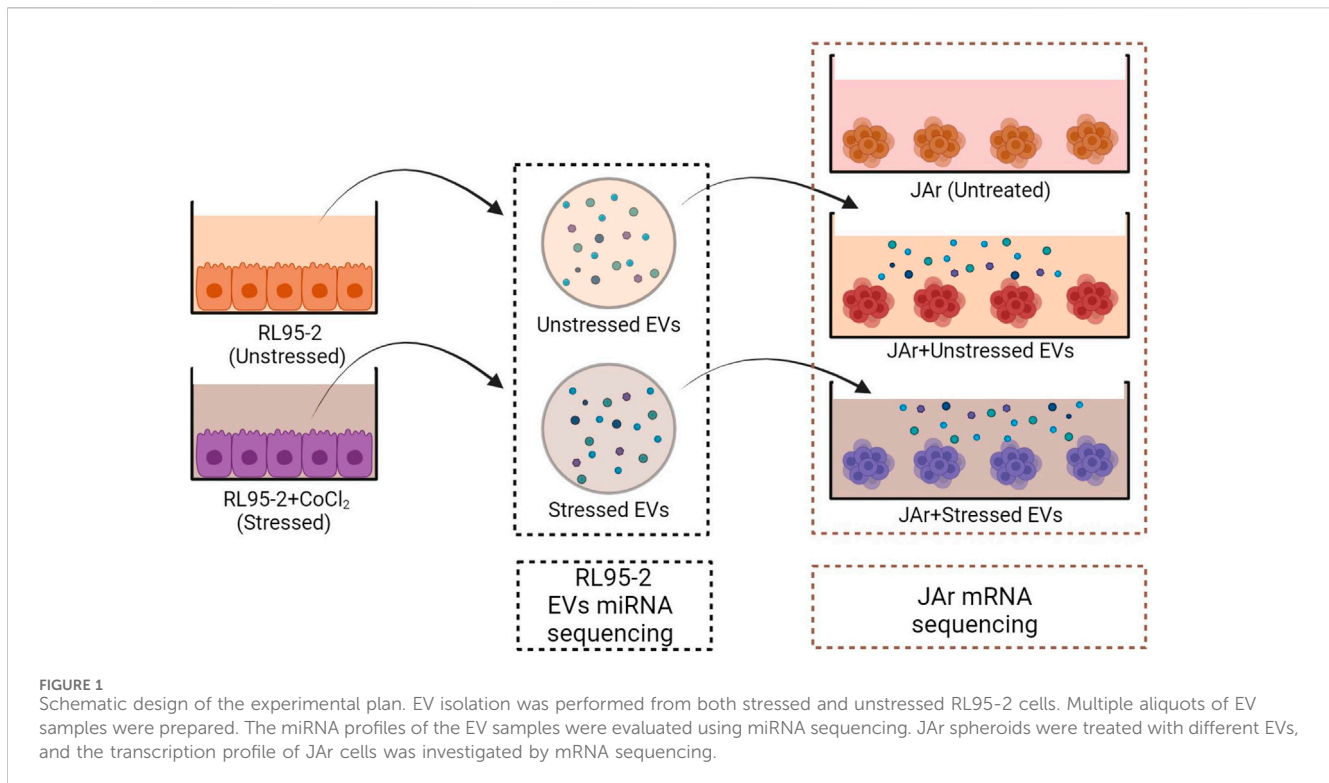 RL95-2
(Unstressed)
RL95-2+CoCl₂
(Stressed)
Unstressed EVs
Stressed EVs
RL95-2
EVs miRNA
sequencing
JAr (Untreated)
JAr+Unstressed EVs
JAr+Stressed EVs
JAr mRNA
sequencing
FIGURE 1
Schematic design of the experimental plan. EV isolation was performed from both stressed and unstressed RL95-2 cells. Multiple aliquots of EV
samples were prepared. The miRNA profiles of the EV samples were evaluated using miRNA sequencing. JAr spheroids were treated with different EVs,
and the transcription profile of JAr cells was investigated by mRNA sequencing.